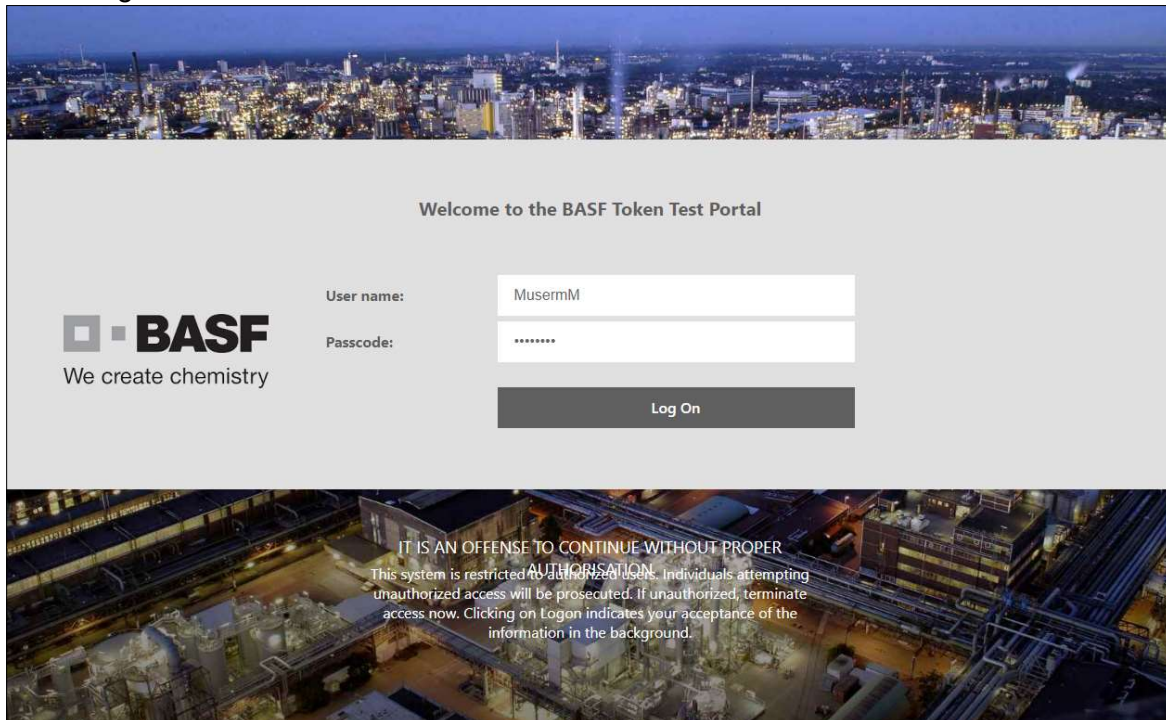 Welcome to the BASF Token Test Portal
User name:
MusermM
BASF
Passcode:
••••••••
We create chemistry
Log On
IT IS AN OFFENSE TO CONTINUE WITHOUT PROPER
AUTHORISATION
This system is restricted to authorized users. Individuals attempting
unauthorized access will be prosecuted. If unauthorized, terminate
access now. Clicking on Logon indicates your acceptance of the
information in the background.